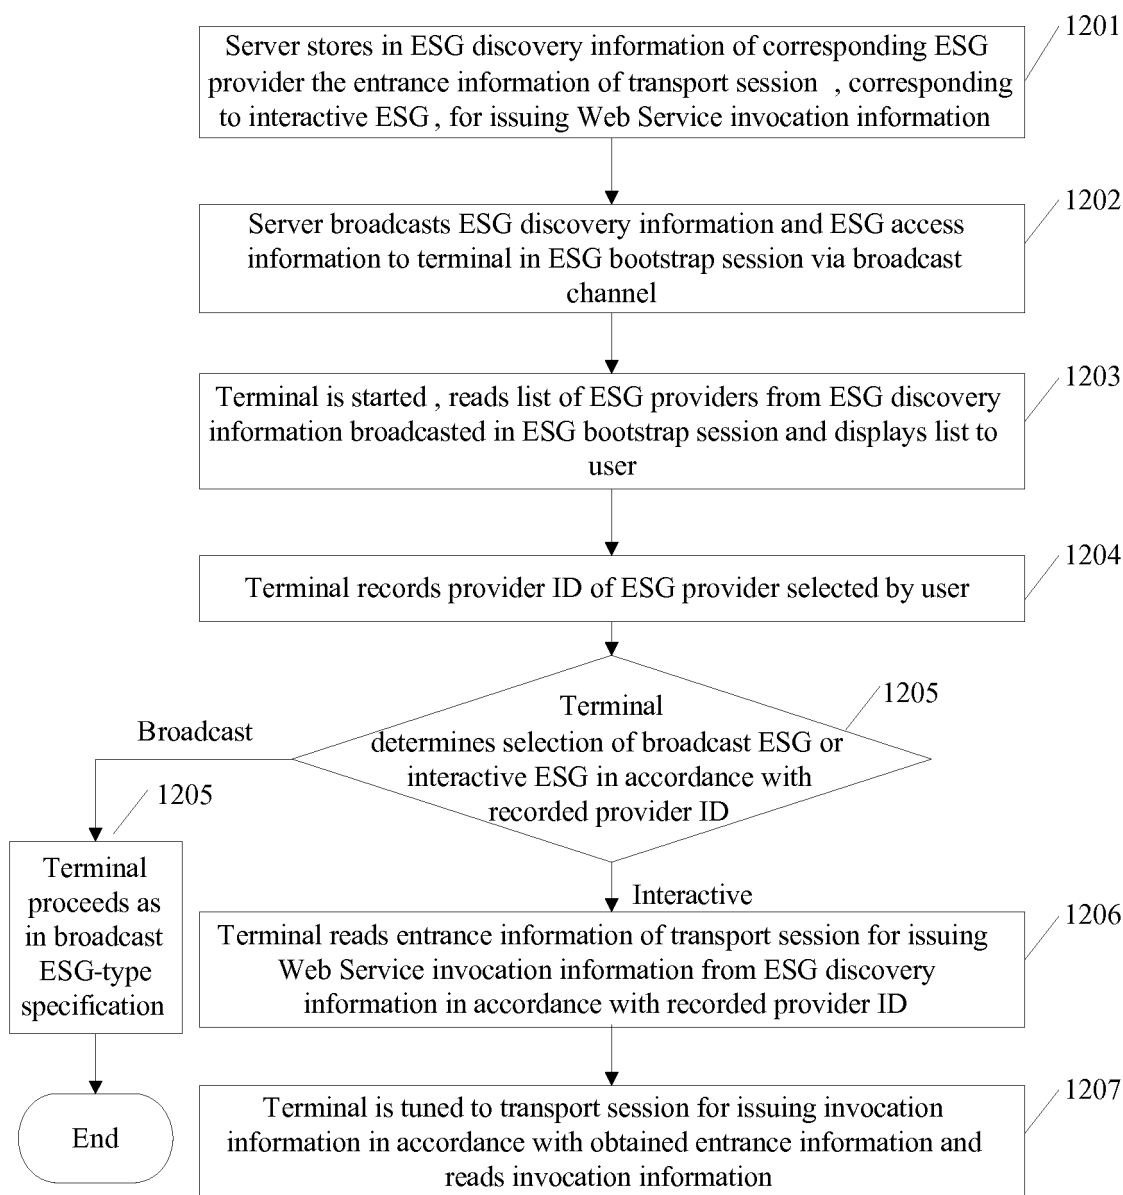 1201
Server stores in ESG discovery information of corresponding ESG
provider the entrance information of transport session , corresponding
to interactive ESG , for issuing Web Service invocation information
1202
Server broadcasts ESG discovery information and ESG access
information to terminal in ESG bootstrap session via broadcast
channel
1203
Terminal is started , reads list of ESG providers from ESG discovery
information broadcasted in ESG bootstrap session and displays list to
user
1204
Terminal records provider ID of ESG provider selected by user
1205
Terminal
determines selection of broadcast ESG or
interactive ESG in accordance with
recorded provider ID
Broadcast
1205
Terminal
proceeds as
in broadcast
ESG-type
specification
End
Interactive
1206
Terminal reads entrance information of transport session for issuing
Web Service invocation information from ESG discovery
information in accordance with recorded provider ID
1207
Terminal is tuned to transport session for issuing invocation
information in accordance with obtained entrance information and
reads invocation information